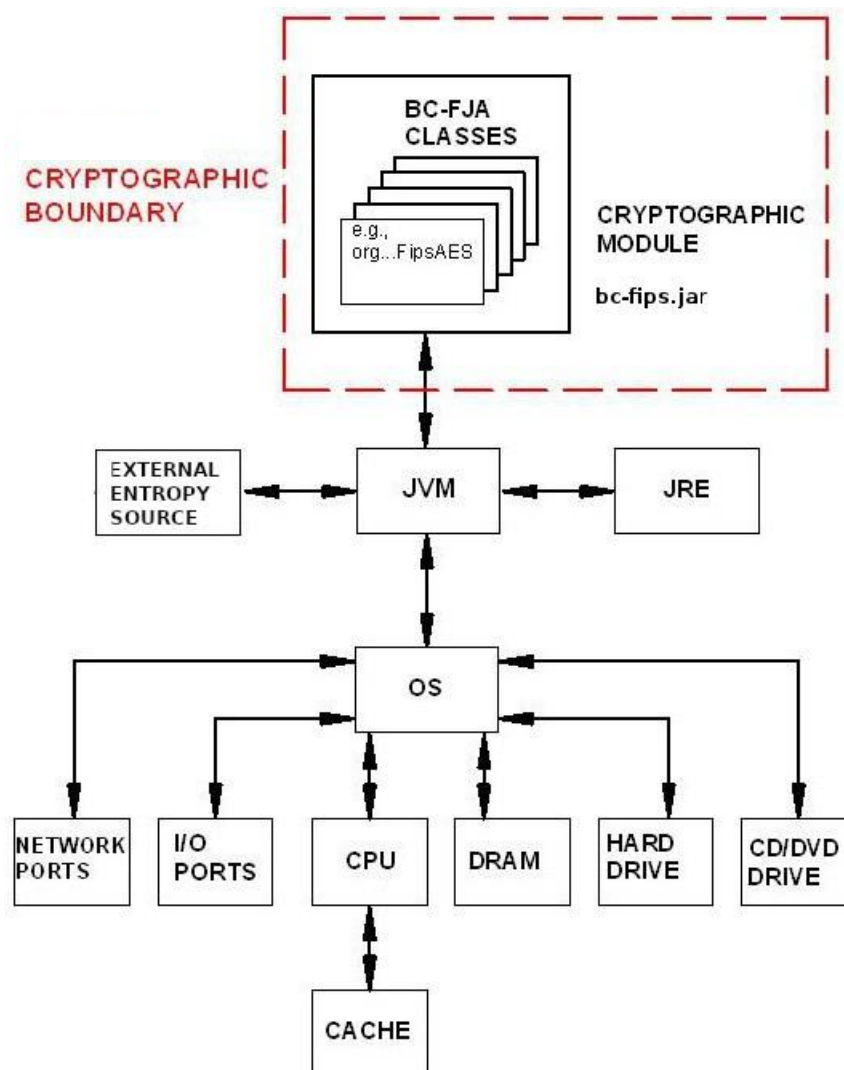 BC-FJA
CLASSES
CRYPTOGRAPHIC
BOUNDARY
e.g.,
org...FipsAES
CRYPTOGRAPHIC
MODULE
bc-fips.jar
EXTERNAL
ENTROPY
SOURCE
JVM
JRE
OS
NETWORK
PORTS
I/O
PORTS
CPU
DRAM
HARD
DRIVE
CD/DVD
DRIVE
CACHE